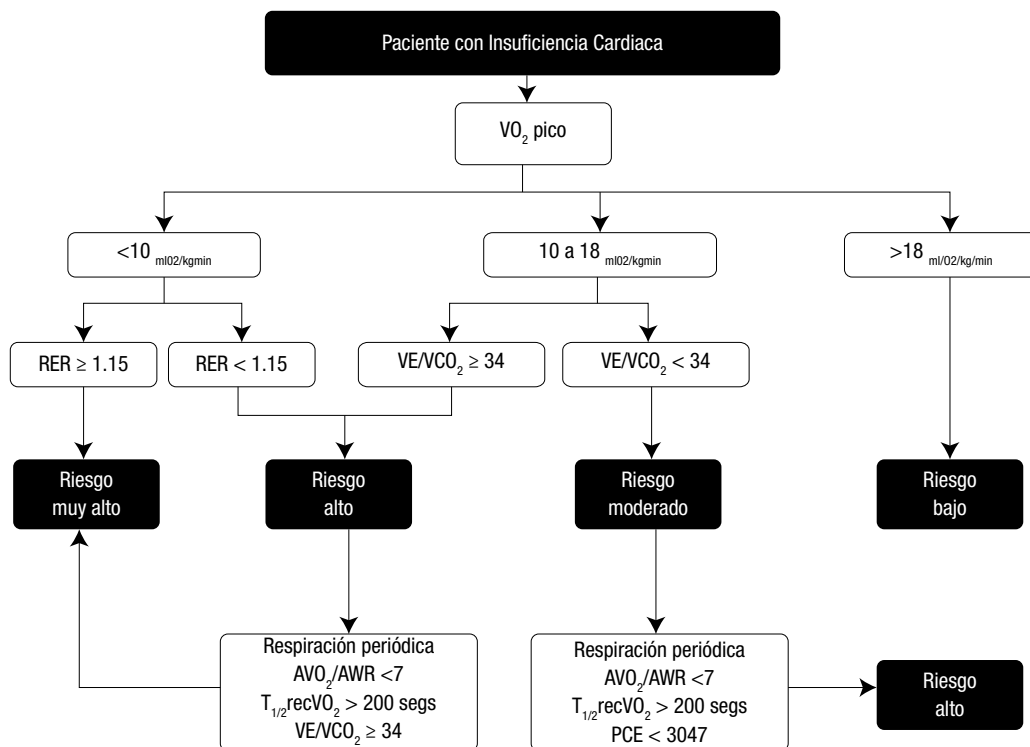 Paciente con Insuficiencia Cardiaca
VO₂ pico
<10 ml02/kgmin
10 a 18 ml02/kgmin
>18 ml/O2/kg/min
RER ≥ 1.15
RER < 1.15
VE/VCO₂ ≥ 34
VE/VCO₂ < 34
Riesgo
muy alto
Riesgo
alto
Riesgo
moderado
Riesgo
bajo
Respiración periódica
AVO₂/AWR <7
T₁/₂recVO₂ > 200 segs
VE/VCO₂ ≥ 34
Respiración periódica
AVO₂/AWR <7
T₁/₂recVO₂ > 200 segs
PCE < 3047
Riesgo
alto